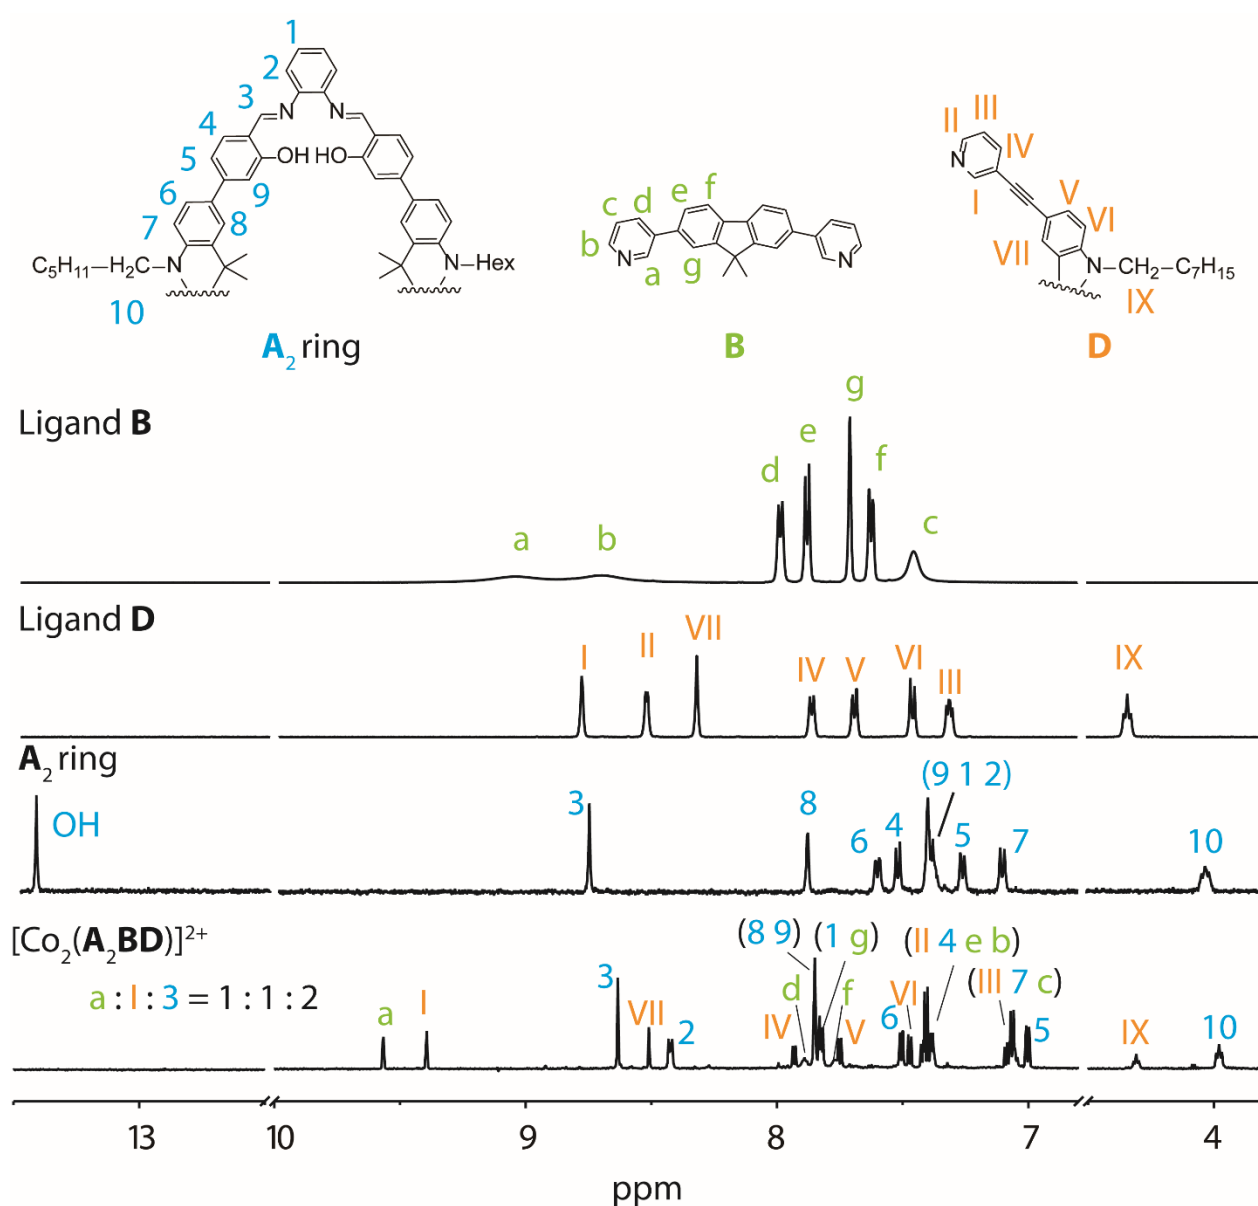 1
2
3
4
5
6
7
8
9
10
N
N
OH
HO
C₅H₁₁—H₂C—N
N—Hex
A₂ ring
a
b
c
d
e
f
g
N
N
B
I
II
III
IV
V
VI
VII
IX
N
N—CH₂—C₇H₁₅
D
Ligand B
a
b
d
e
g
f
c
Ligand D
I
II
VII
IV
V
VI
III
IX
A₂ ring
OH
3
8
6
4
(9 1 2)
5
7
10
[Co₂(A₂BD)]²⁺
a : I : 3 = 1 : 1 : 2
a
I
3
VII
2
IV
d
(8 9)
(1 g)
f
V
6
VI
(II 4 e b)
(III 7 c)
5
IX
10
13
10
9
8
7
4
ppm